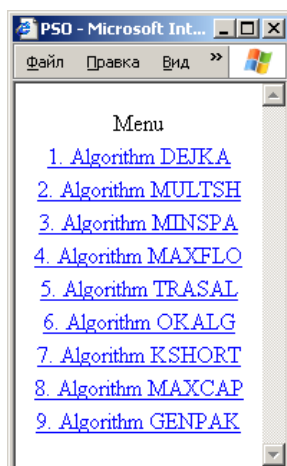 PSO - Microsoft Int...
Файл Правка Вид »
Menu
1. Algorithm DEJKA
2. Algorithm MULTSH
3. Algorithm MINSPA
4. Algorithm MAXFLO
5. Algorithm TRASAL
6. Algorithm OKALG
7. Algorithm KSHORT
8. Algorithm MAXCAP
9. Algorithm GENPAK